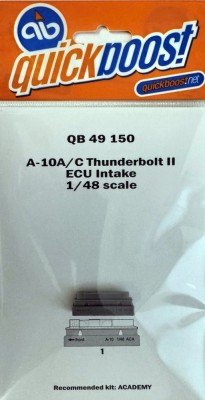 qb
quickboost
quickboost.net
QB 49 150
A-10A/C Thunderbolt II
ECU Intake
1/48 scale
1
Recommended kit: ACADEMY